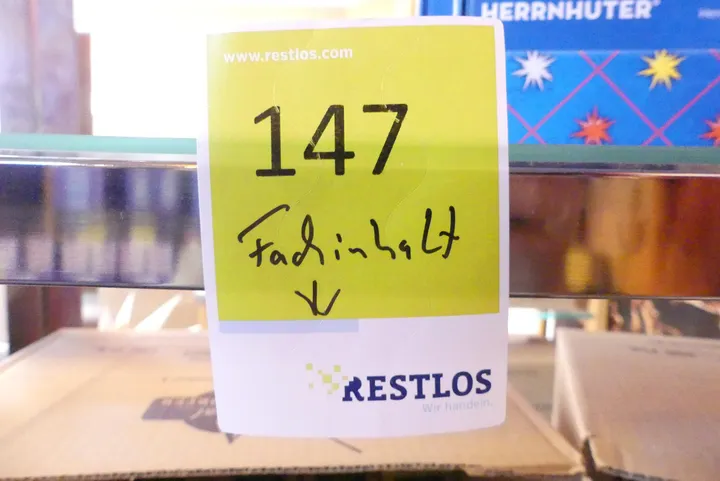 HERRNHUTER®
www.restlos.com
147
Fachinhalt
RESTLOS
Wir handeln.